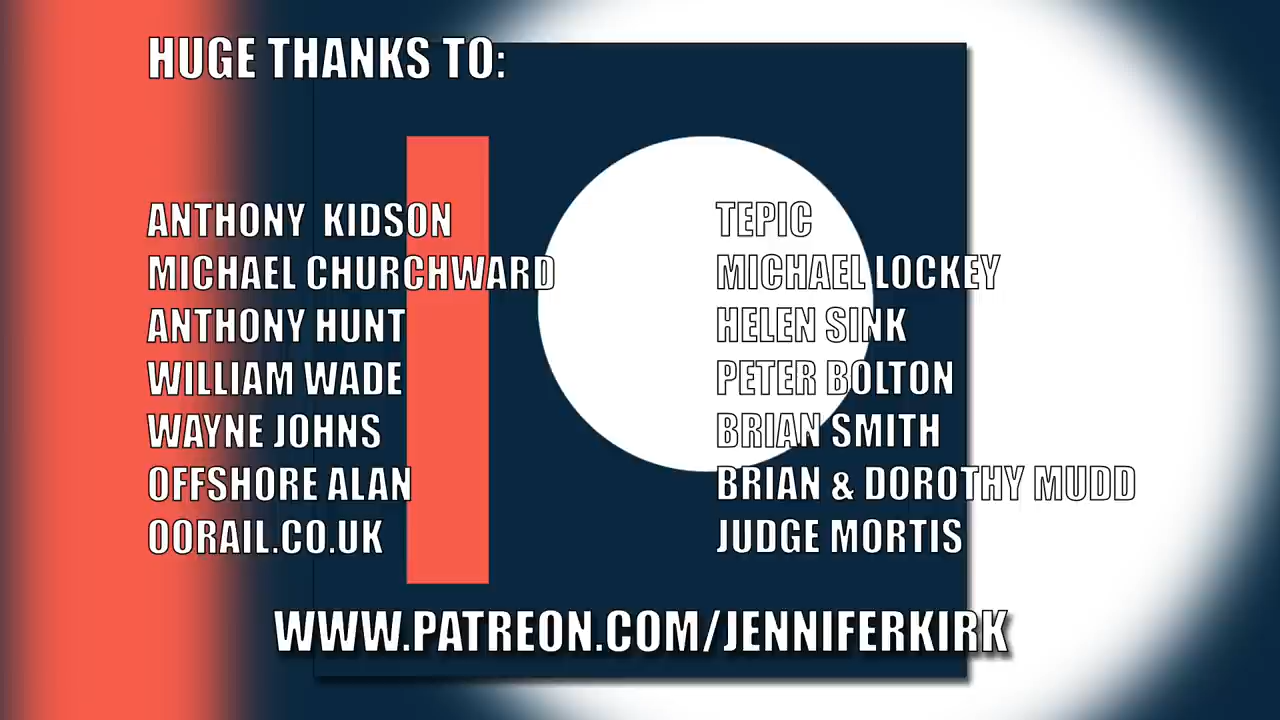 HUGE THANKS TO:
ANTHONY KIDSON
MICHAEL CHURCHWARD
ANTHONY HUNT
WILLIAM WADE
WAYNE JOHNS
OFFSHORE ALAN
OORAIL.CO.UK
TEPIC
MICHAEL LOCKEY
HELEN SINK
PETER BOLTON
BRIAN SMITH
BRIAN & DOROTHY MUDD
JUDGE MORTIS
WWW.PATREON.COM/JENNIFERKIRK